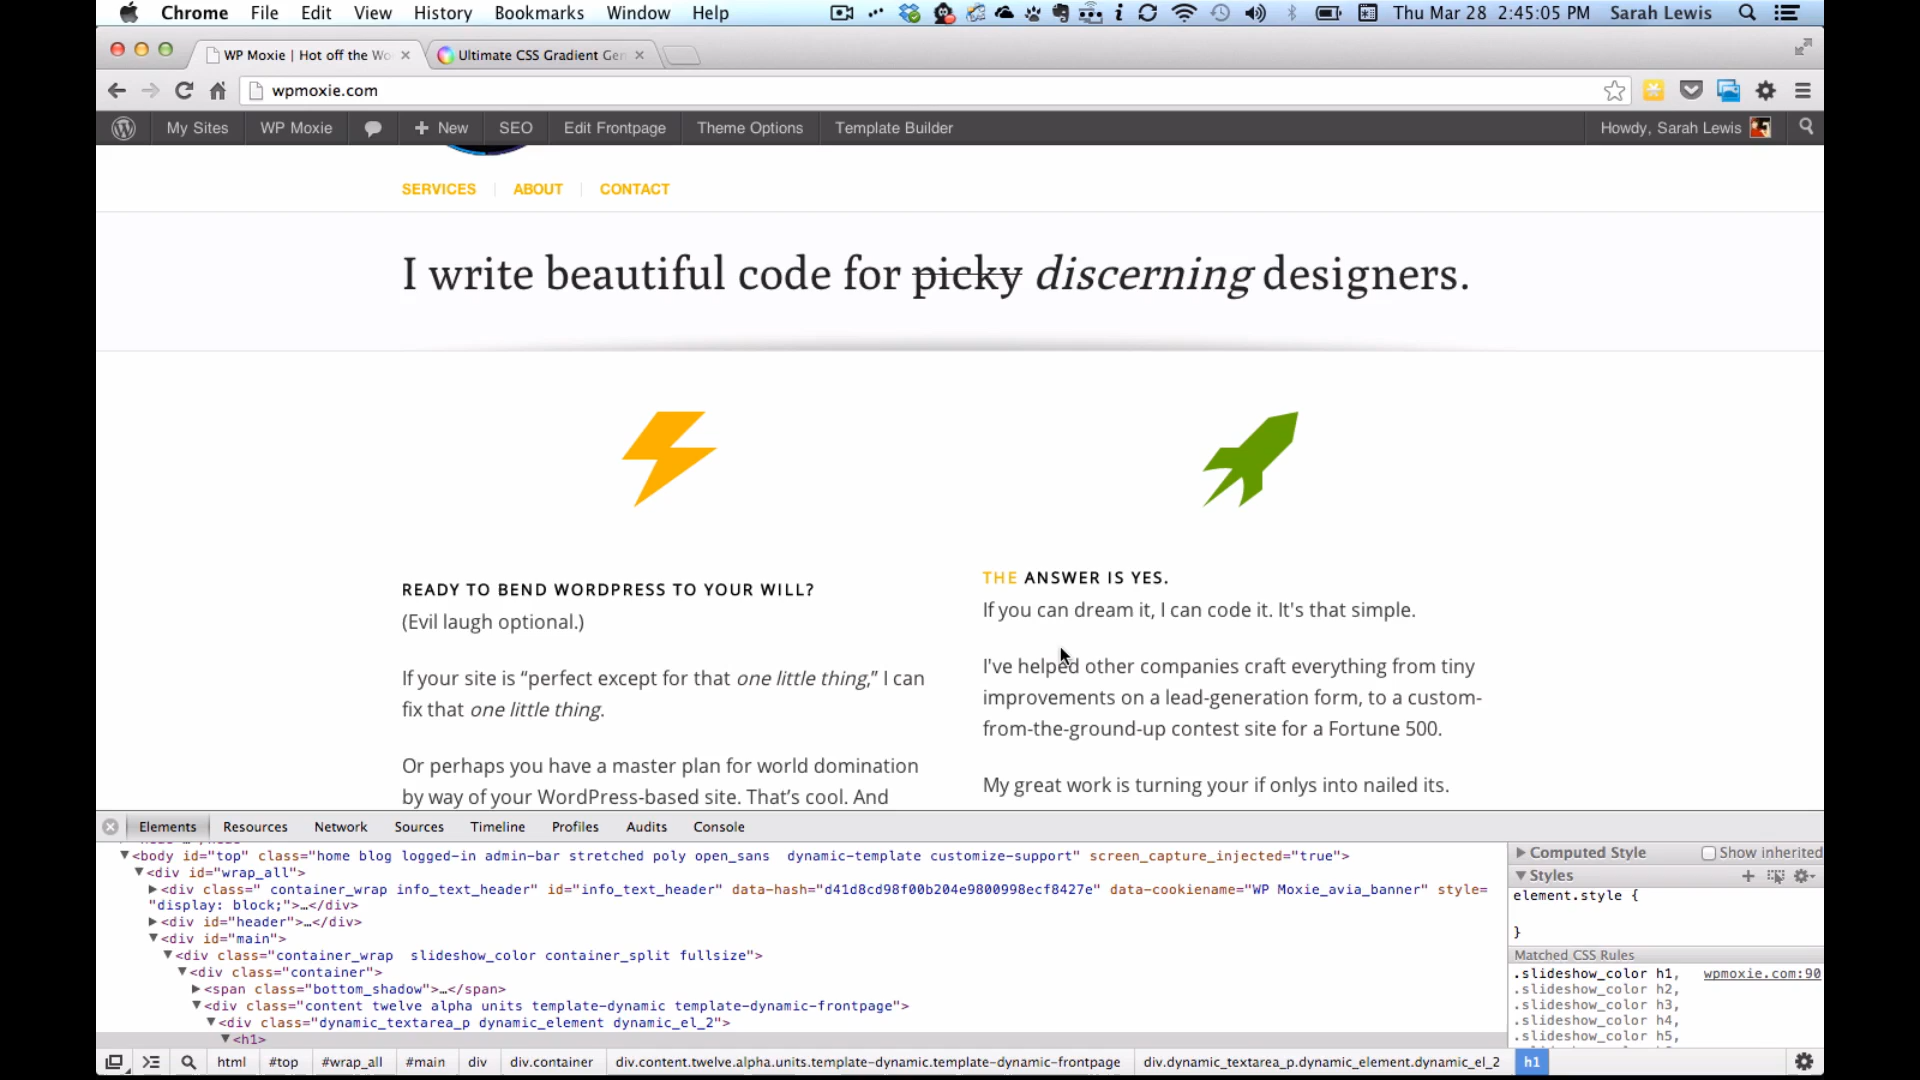 Chrome File Edit View History Bookmarks Window Help Thu Mar 28 2:45:05 PM Sarah Lewis
WP Moxie | Hot off the Wo Ultimate CSS Gradient Gen
wpmoxie.com
My Sites WP Moxie New SEO Edit Frontpage Theme Options Template Builder Howdy, Sarah Lewis
SERVICES ABOUT CONTACT
I write beautiful code for picky discerning designers.
READY TO BEND WORDPRESS TO YOUR WILL?
(Evil laugh optional.)
If your site is “perfect except for that one little thing,” I can
fix that one little thing.
Or perhaps you have a master plan for world domination
by way of your WordPress-based site. That’s cool. And
THE ANSWER IS YES.
If you can dream it, I can code it. It's that simple.
I've helped other companies craft everything from tiny
improvements on a lead-generation form, to a custom-
from-the-ground-up contest site for a Fortune 500.
My great work is turning your if onlys into nailed its.
Elements Resources Network Sources Timeline Profiles Audits Console
<body id="top" class="home blog logged-in admin-bar stretched poly open_sans  dynamic-template customize-support" screen_capture_injected="true">
<div id="wrap_all">
<div class=" container_wrap info_text_header" id="info_text_header" data-hash="d41d8cd98f00b204e9800998ecf8427e" data-cookiename="WP Moxie_avia_banner" style=
"display: block;">…</div>
<div id="header">…</div>
<div id="main">
<div class="container_wrap  slideshow_color container_split fullsize">
<div class="container">
<span class="bottom_shadow">…</span>
<div class="content twelve alpha units template-dynamic template-dynamic-frontpage">
<div class="dynamic_textarea_p dynamic_element dynamic_el_2">
<h1>
Computed Style Show inherited
Styles
element.style {
}
Matched CSS Rules
.slideshow_color h1, wpmoxie.com:90
.slideshow_color h2,
.slideshow_color h3,
.slideshow_color h4,
.slideshow_color h5,
html #top #wrap_all #main div div.container div.content.twelve.alpha.units.template-dynamic.template-dynamic-frontpage div.dynamic_textarea_p.dynamic_element.dynamic_el_2 h1